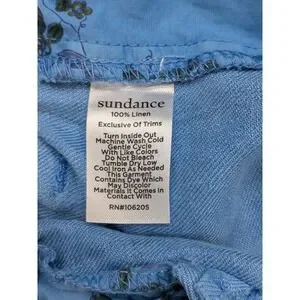 sundance
100% Linen
Exclusive Of Trims
Turn Inside Out
Machine Wash Cold
Gentle Cycle
With Like Colors
Do Not Bleach
Tumble Dry Low
Cool Iron As Needed
This Garment
Contains Dye Which
May Discolor
Materials It Comes In
Contact With
RN#106205